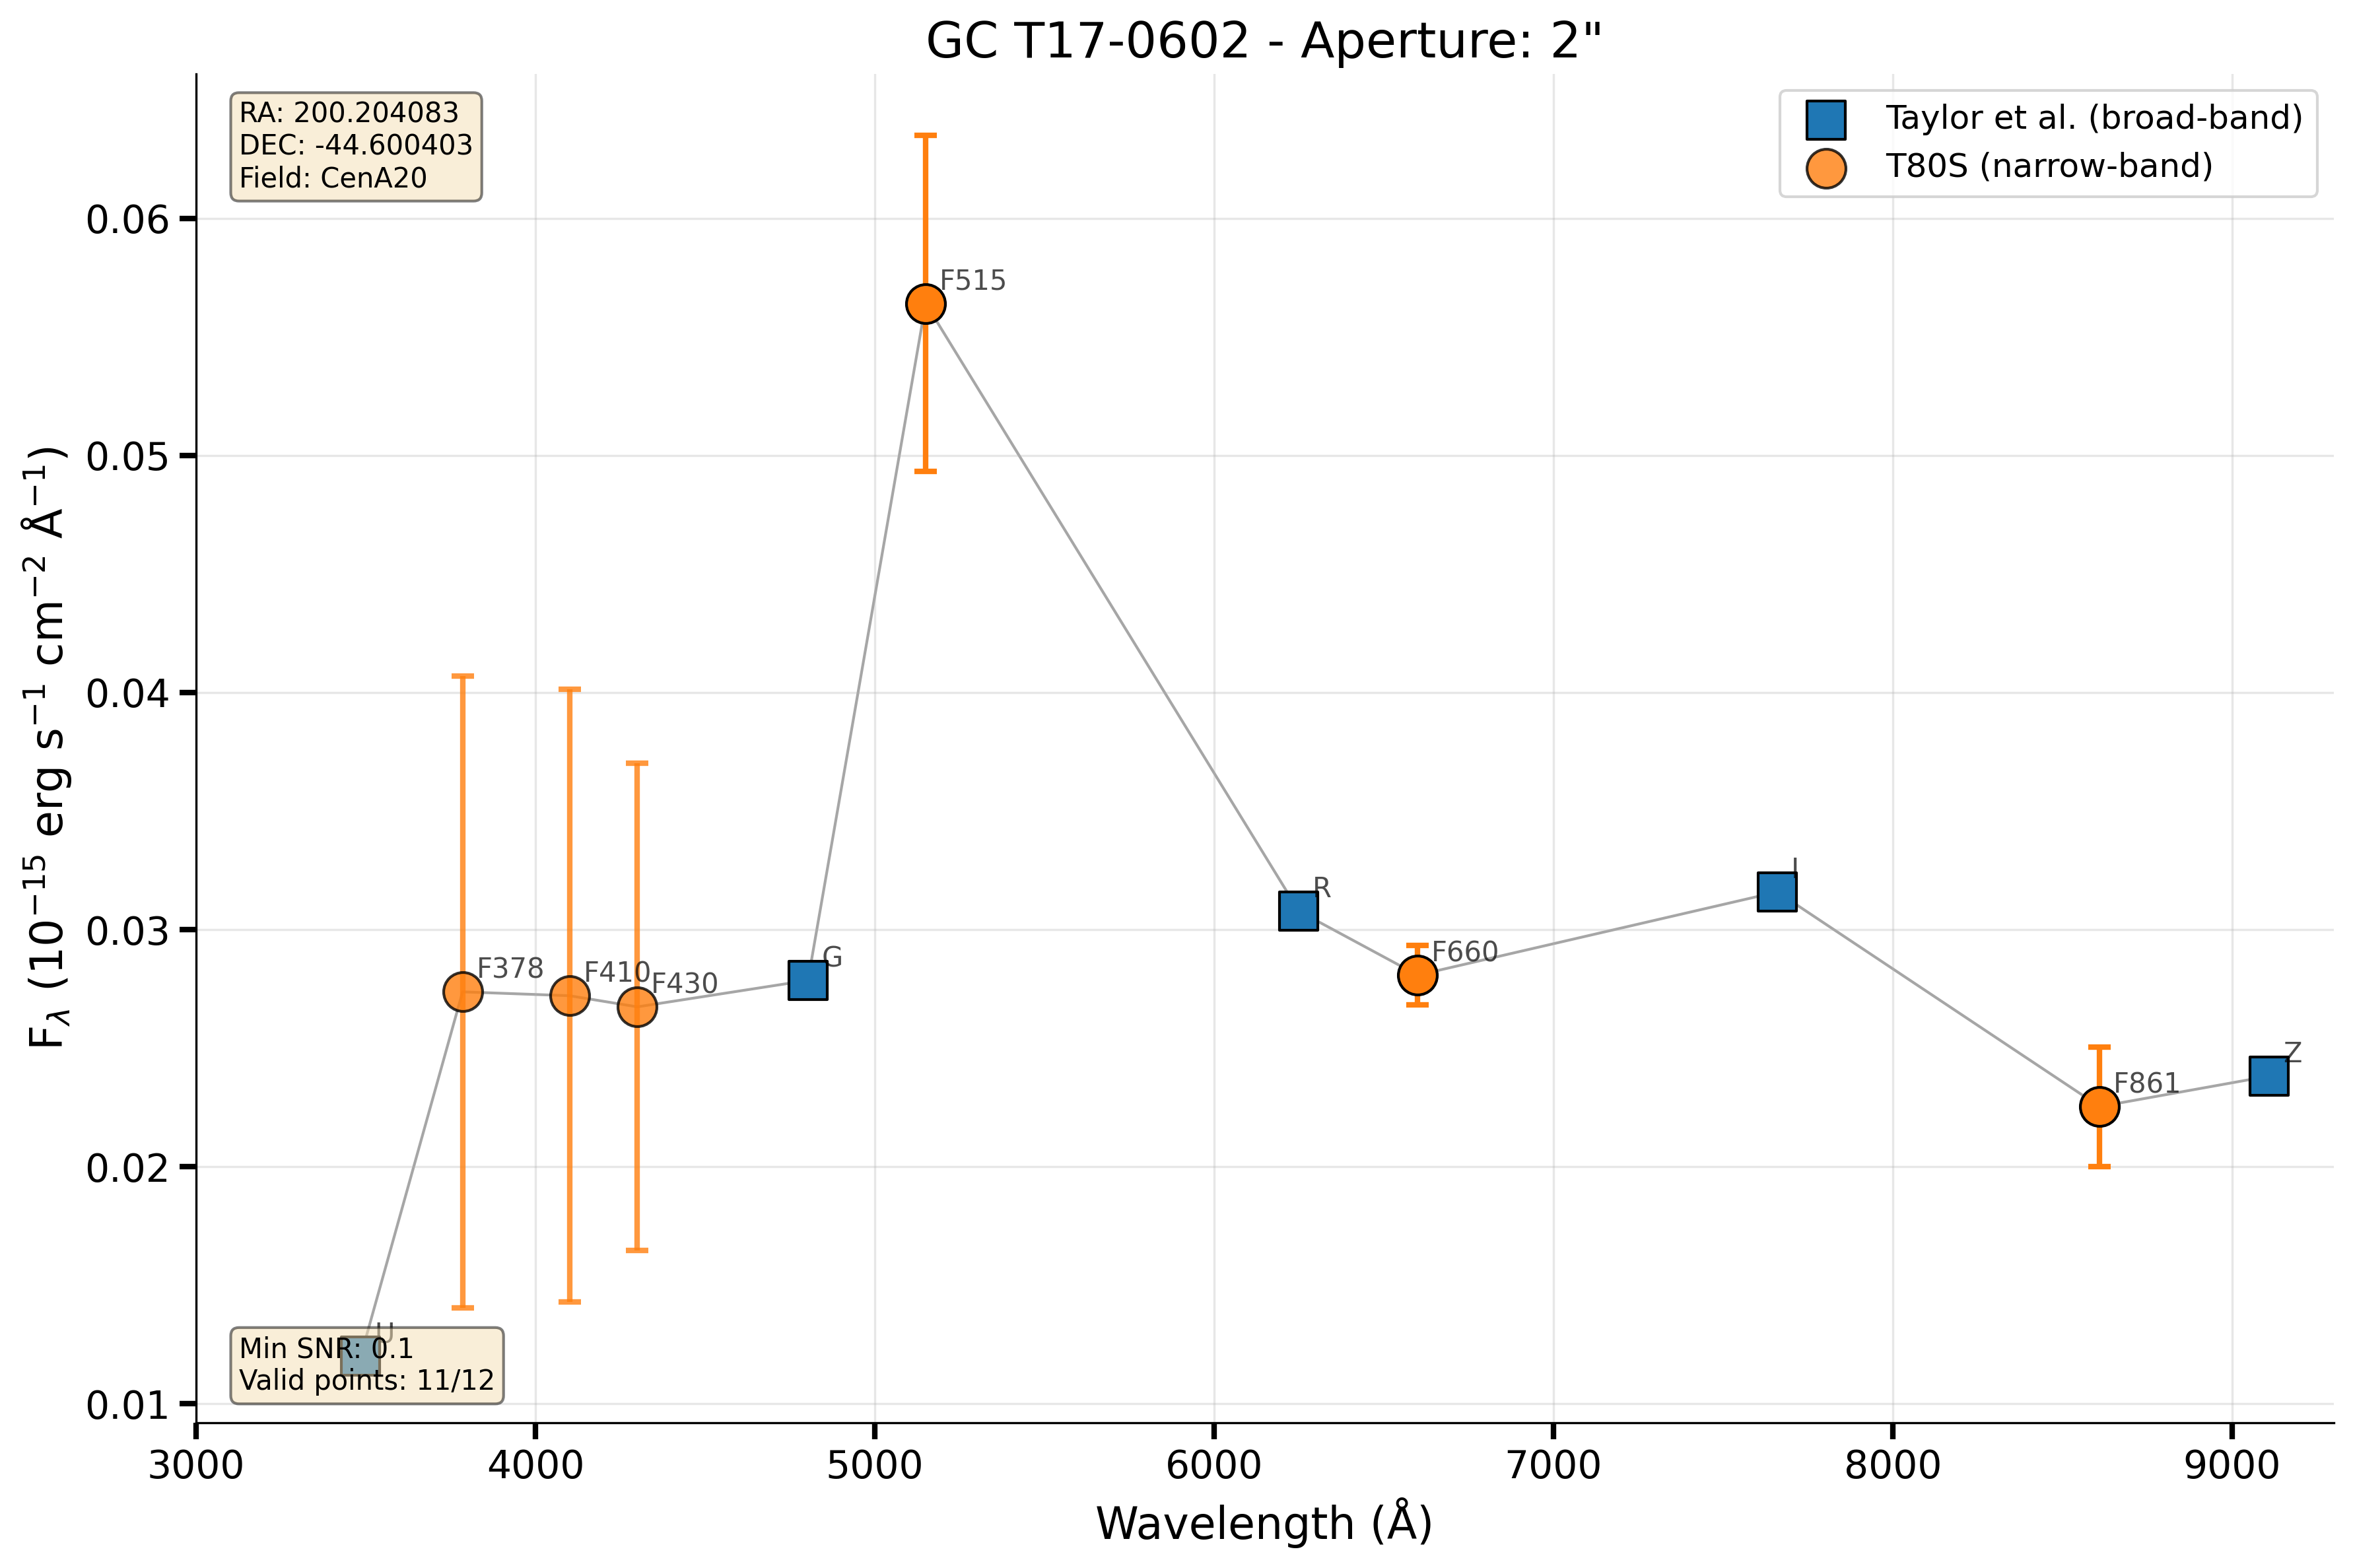 GC T17-0602 - Aperture: 2"
RA: 200.204083
DEC: -44.600403
Field: CenA20
Taylor et al. (broad-band)
T80S (narrow-band)
F515
F378
F410
F430
G
R
F660
I
F861
Z
U
Min SNR: 0.1
Valid points: 11/12
0.06
0.05
0.04
0.03
0.02
0.01
F_λ (10⁻¹⁵ erg s⁻¹ cm⁻² Å⁻¹)
3000 4000 5000 6000 7000 8000 9000
Wavelength (Å)